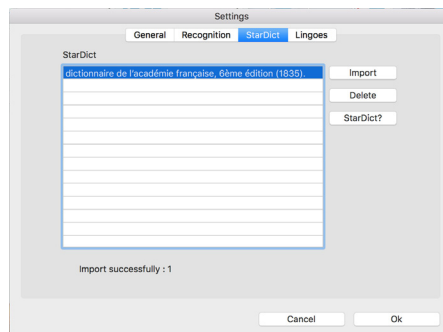 Settings
General Recognition StarDict Lingoes
StarDict
dictionnaire de l'académie française, 6ème édition (1835).
Import
Delete
StarDict?
Import successfully : 1
Cancel Ok